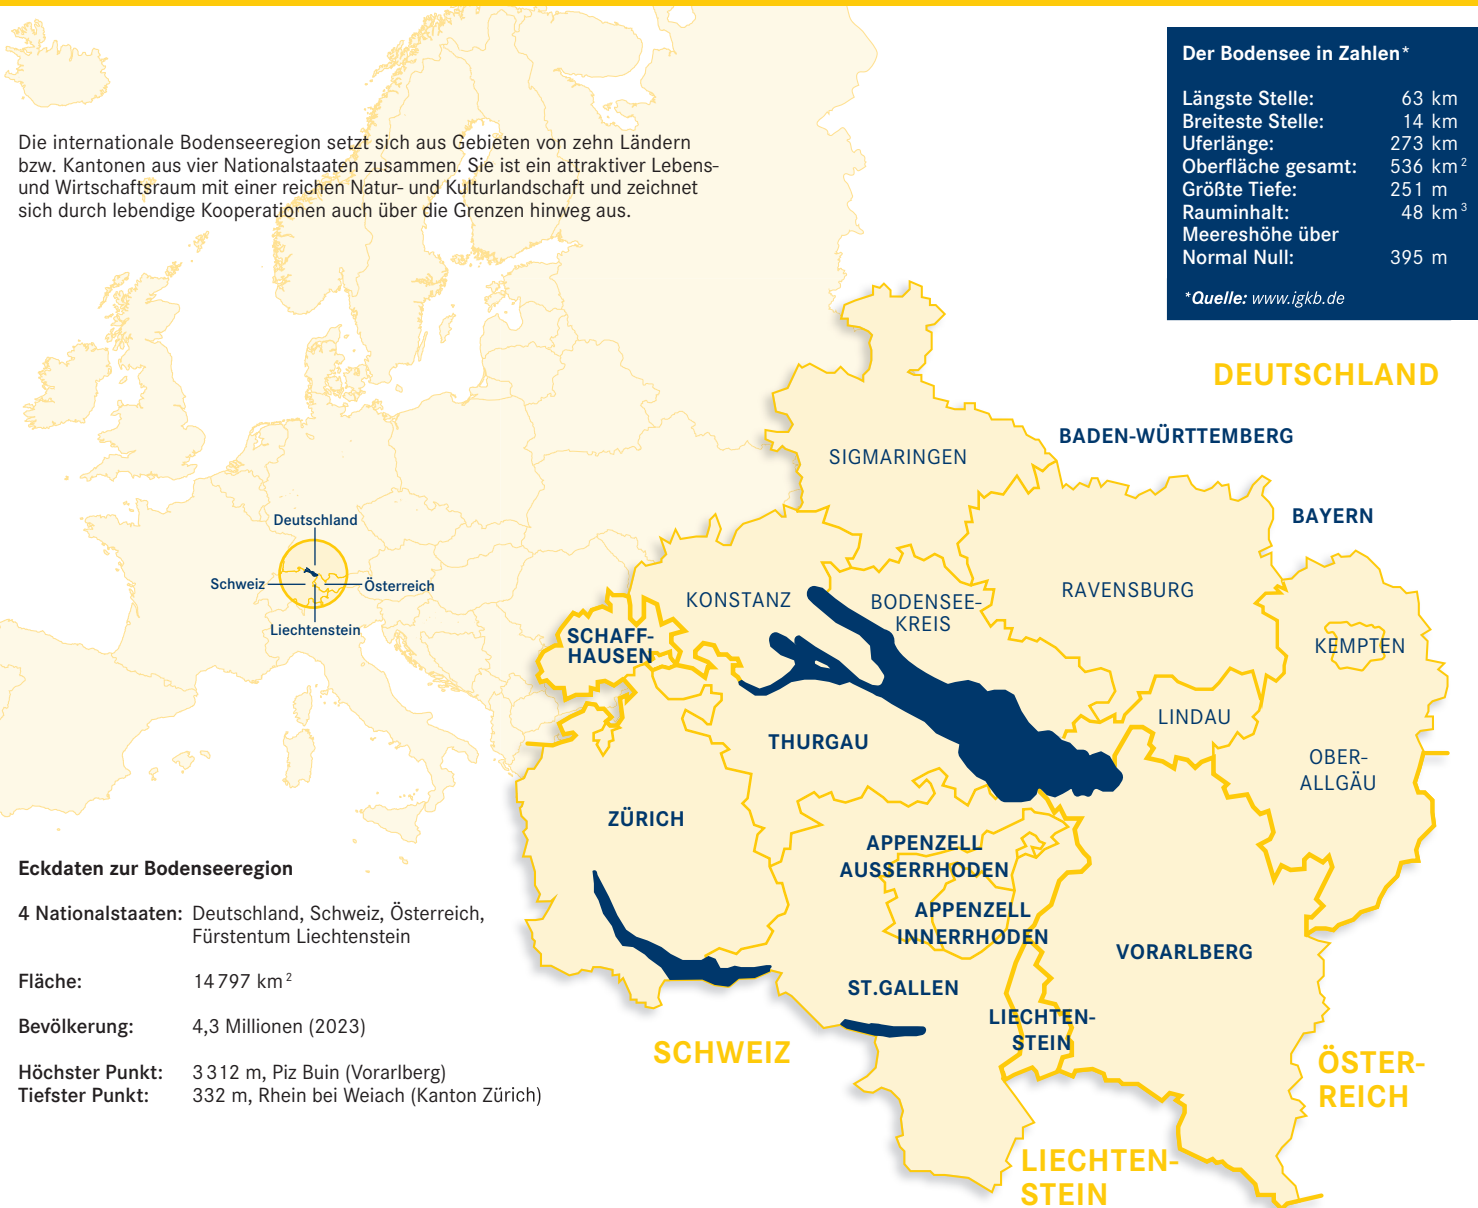 Der Bodensee in Zahlen*
Längste Stelle: 63 km
Breiteste Stelle: 14 km
Uferlänge: 273 km
Oberfläche gesamt: 536 km²
Größte Tiefe: 251 m
Rauminhalt: 48 km³
Meereshöhe über
Normal Null: 395 m
*Quelle: www.igkb.de
Die internationale Bodenseeregion setzt sich aus Gebieten von zehn Ländern
bzw. Kantonen aus vier Nationalstaaten zusammen. Sie ist ein attraktiver Lebens-
und Wirtschaftsraum mit einer reichen Natur- und Kulturlandschaft und zeichnet
sich durch lebendige Kooperationen auch über die Grenzen hinweg aus.
DEUTSCHLAND
BADEN-WÜRTTEMBERG
SIGMARINGEN
BAYERN
Deutschland
Schweiz
Österreich
Liechtenstein
KONSTANZ
BODENSEE-
KREIS
RAVENSBURG
SCHAFF-
HAUSEN
KEMPTEN
LINDAU
THURGAU
OBER-
ALLGÄU
ZÜRICH
APPENZELL
AUSSERRHODEN
APPENZELL
INNERRHODEN
VORARLBERG
ST.GALLEN
LIECHTEN-
STEIN
SCHWEIZ
ÖSTER-
REICH
LIECHTEN-
STEIN
Eckdaten zur Bodenseeregion
4 Nationalstaaten: Deutschland, Schweiz, Österreich,
Fürstentum Liechtenstein
Fläche: 14 797 km²
Bevölkerung: 4,3 Millionen (2023)
Höchster Punkt: 3 312 m, Piz Buin (Vorarlberg)
Tiefster Punkt: 332 m, Rhein bei Weiach (Kanton Zürich)